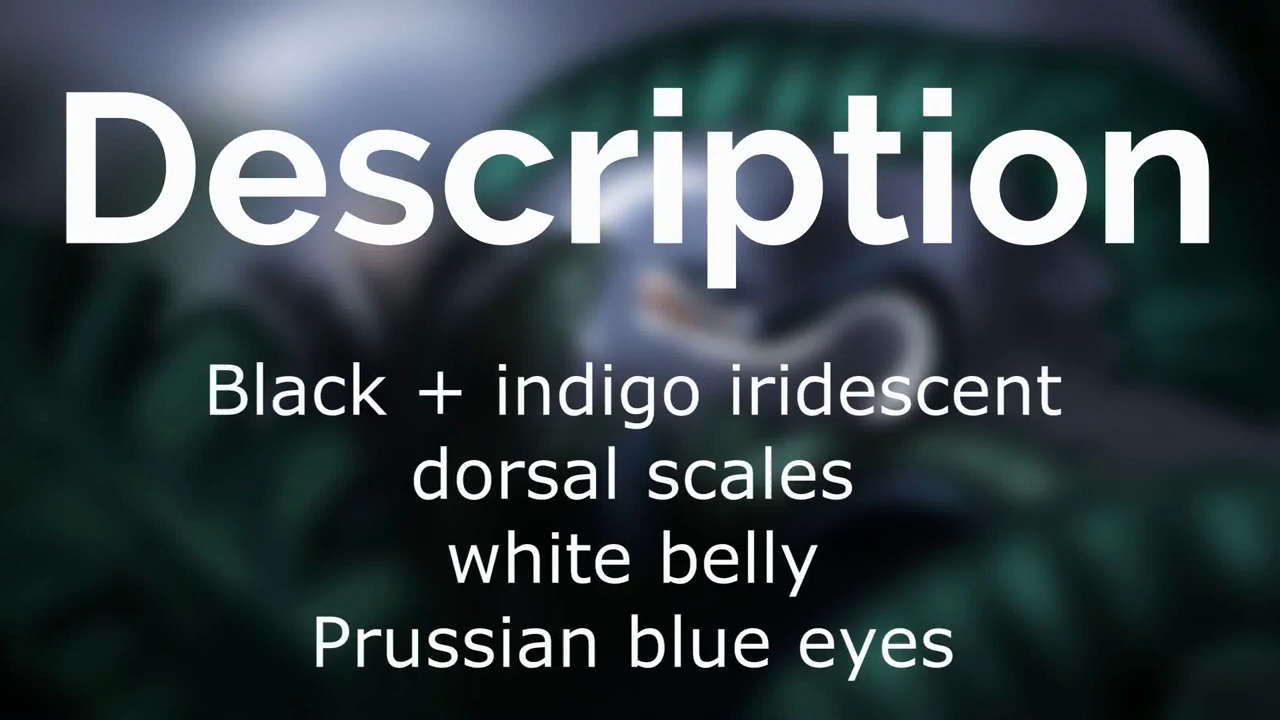 Description
Black + indigo iridescent
dorsal scales
white belly
Prussian blue eyes